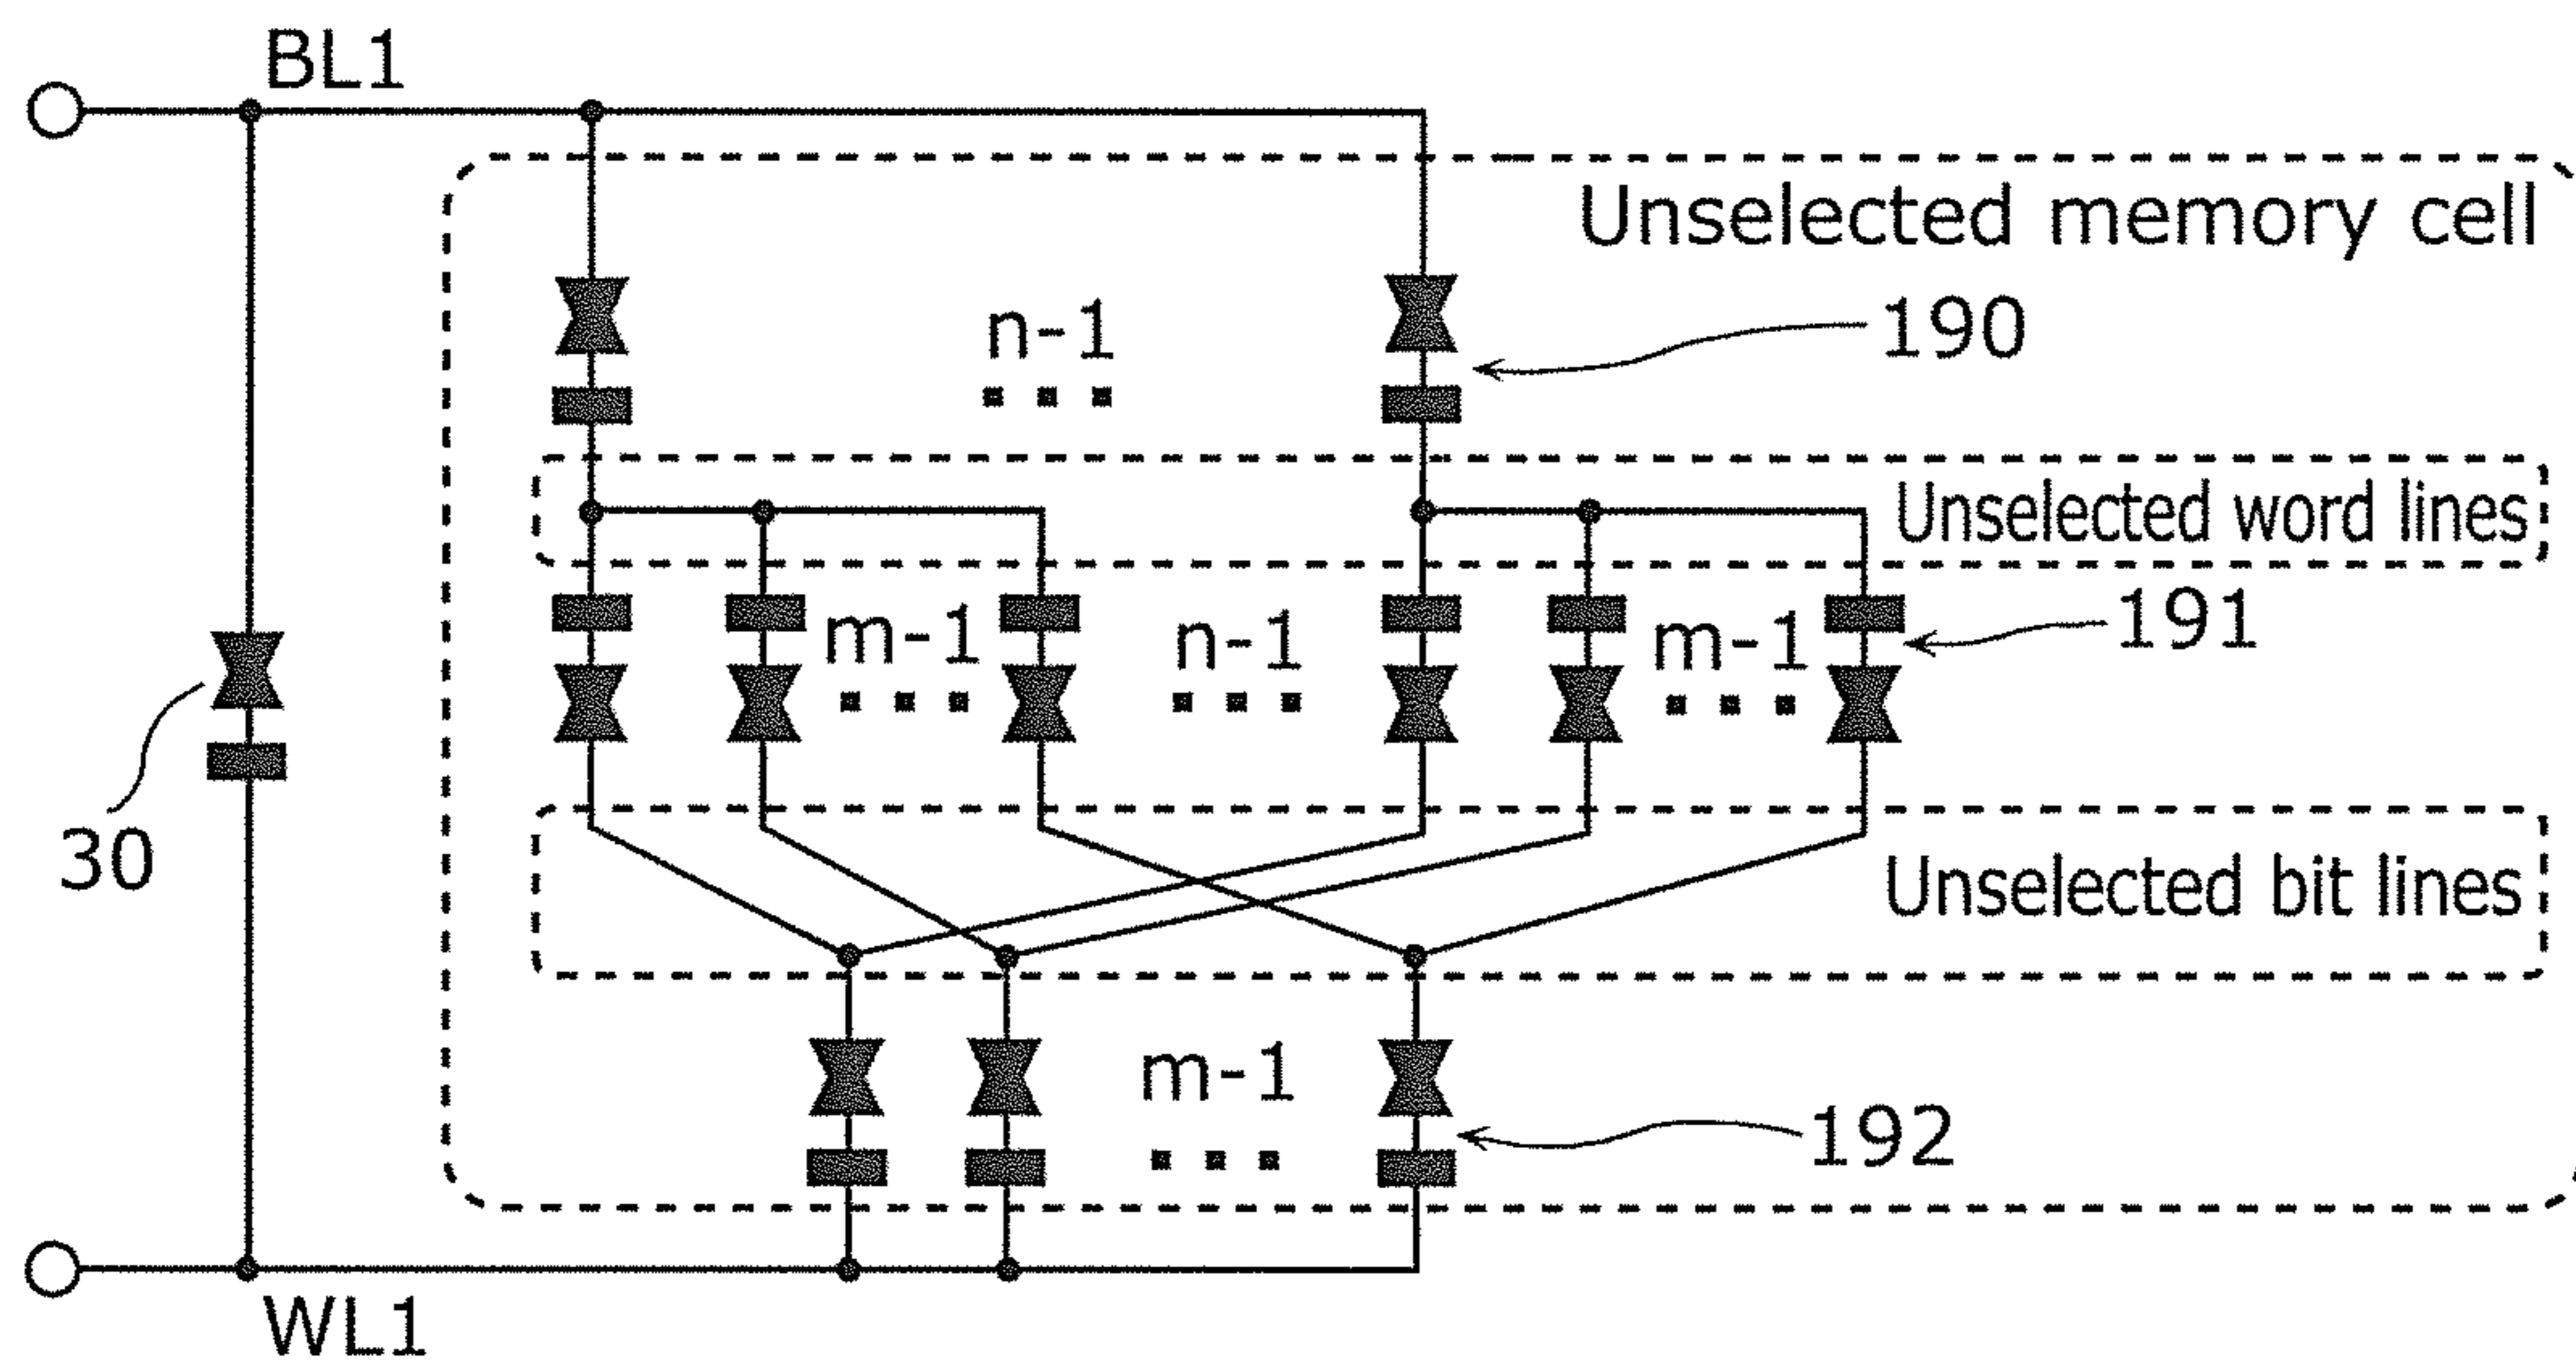 BL1
Unselected memory cell
n-1
190
Unselected word lines
m-1
n-1
m-1
191
30
Unselected bit lines
m-1
192
WL1